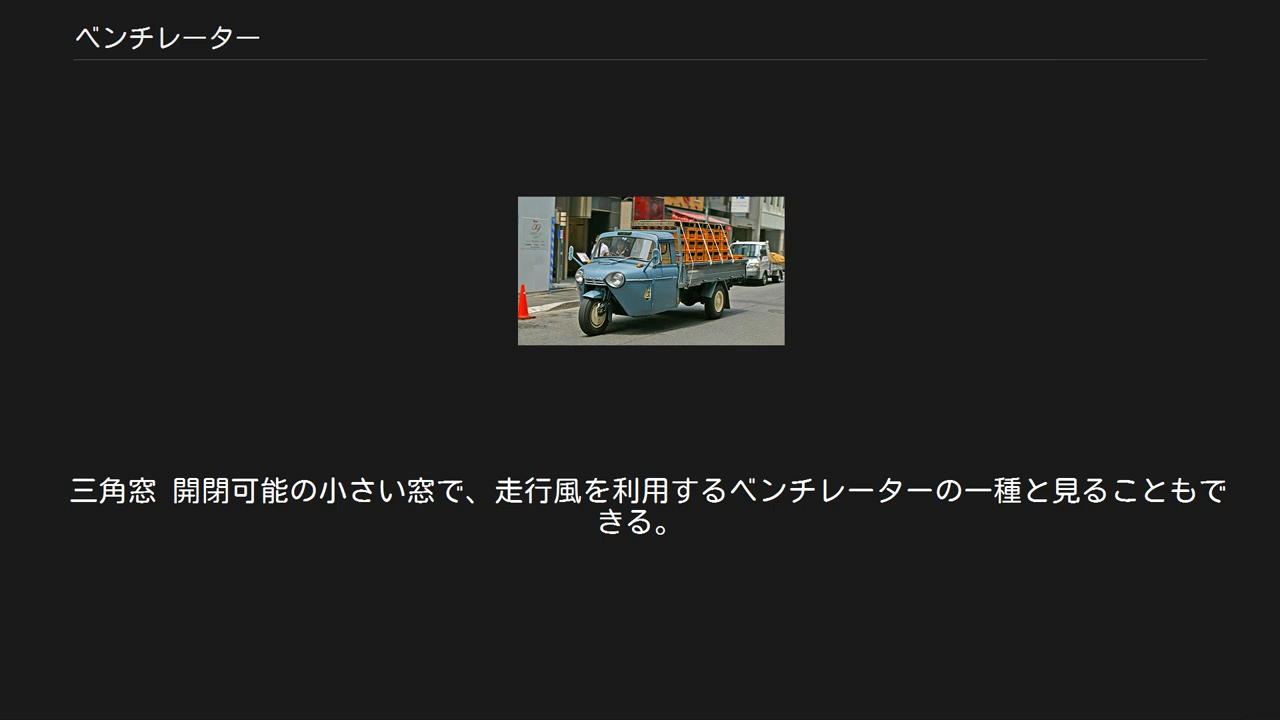 ベンチレーター
三角窓 開閉可能の小さい窓で、走行風を利用するベンチレーターの一種と見ることもで
きる。